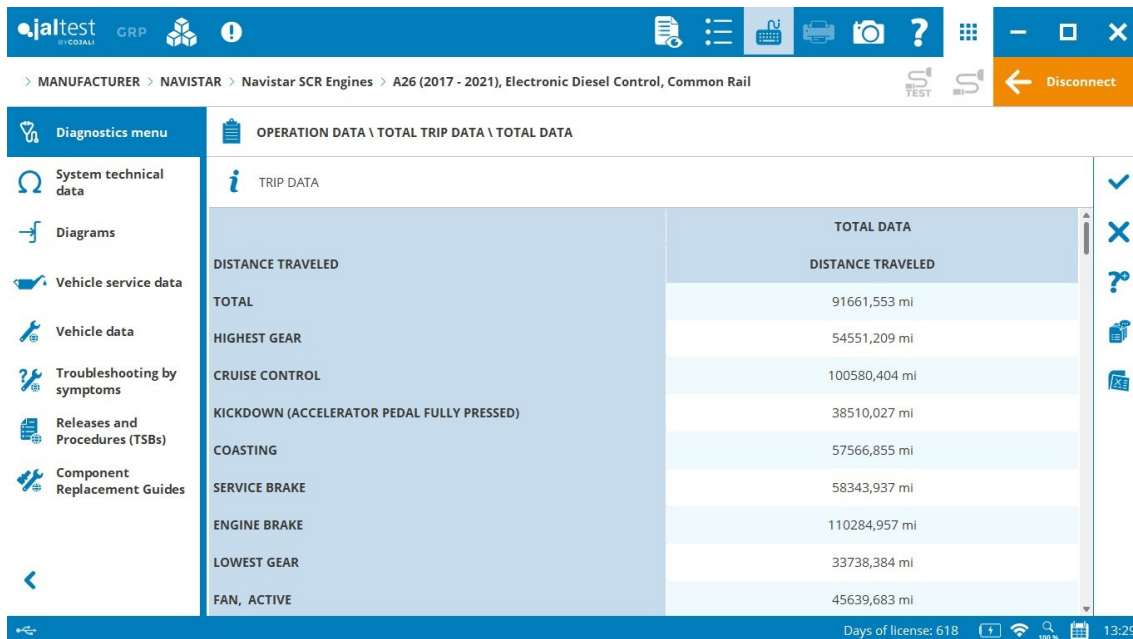 jaltest GRP
BY COJALI
> MANUFACTURER > NAVISTAR > Navistar SCR Engines > A26 (2017 - 2021), Electronic Diesel Control, Common Rail
TEST
Disconnect
Diagnostics menu
System technical
data
Diagrams
Vehicle service data
Vehicle data
Troubleshooting by
symptoms
Releases and
Procedures (TSBs)
Component
Replacement Guides
OPERATION DATA \ TOTAL TRIP DATA \ TOTAL DATA
TRIP DATA
TOTAL DATA
DISTANCE TRAVELED DISTANCE TRAVELED
TOTAL 91661,553 mi
HIGHEST GEAR 54551,209 mi
CRUISE CONTROL 100580,404 mi
KICKDOWN (ACCELERATOR PEDAL FULLY PRESSED) 38510,027 mi
COASTING 57566,855 mi
SERVICE BRAKE 58343,937 mi
ENGINE BRAKE 110284,957 mi
LOWEST GEAR 33738,384 mi
FAN, ACTIVE 45639,683 mi
Days of license: 618 100 % 13:29